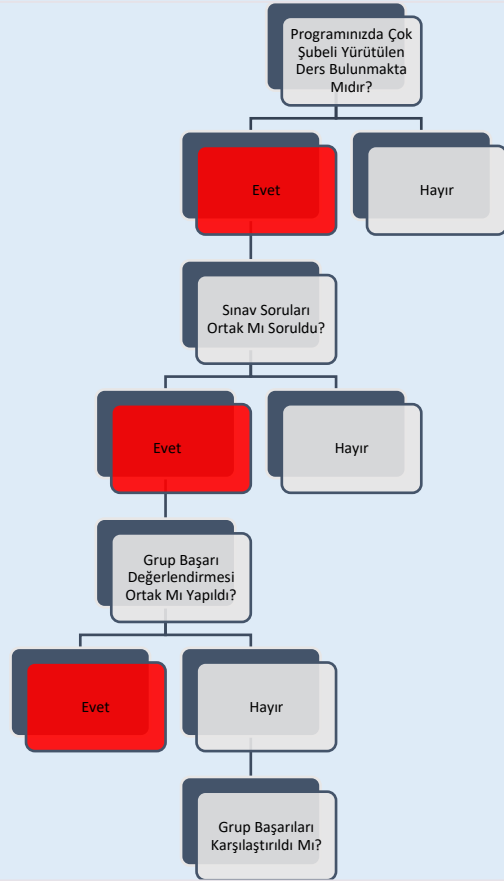 Programınızda Çok
Şubeli Yürütülen
Ders Bulunmakta
Mıdır?
Evet
Hayır
Sınav Soruları
Ortak Mı Soruldu?
Evet
Hayır
Grup Başarı
Değerlendirmesi
Ortak Mı Yapıldı?
Evet
Hayır
Grup Başarıları
Karşılaştırıldı Mı?